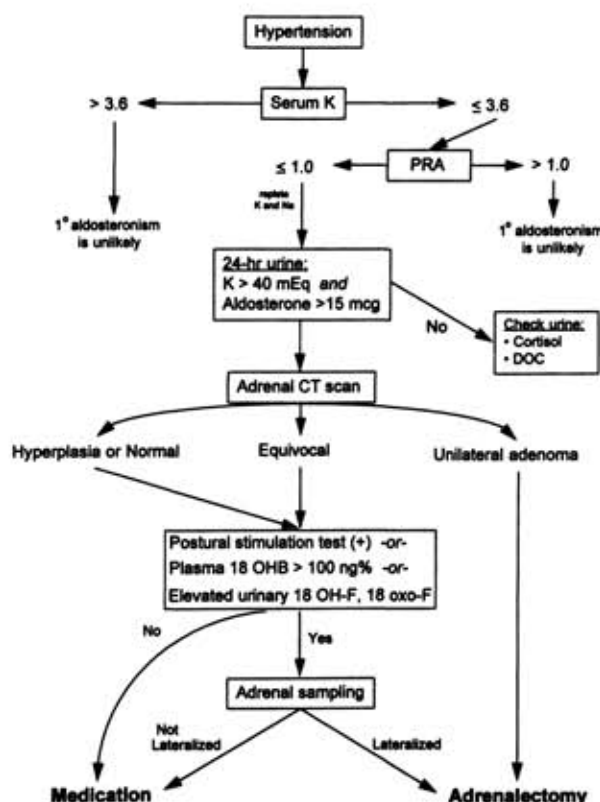 Hypertension
> 3.6
Serum K
≤ 3.6
≤ 1.0
PRA
> 1.0
replete
K and Na
1° aldosteronism
is unlikely
1° aldosteronism
is unlikely
24-hr urine:
K > 40 mEq and
Aldosterone >15 mcg
No
Check urine:
• Cortisol
• DOC
Adrenal CT scan
Hyperplasia or Normal
Equivocal
Unilateral adenoma
Postural stimulation test (+) -or-
Plasma 18 OHB > 100 ng% -or-
Elevated urinary 18 OH-F, 18 oxo-F
No
Yes
Adrenal sampling
Not
Lateralized
Lateralized
Medication
Adrenalectomy